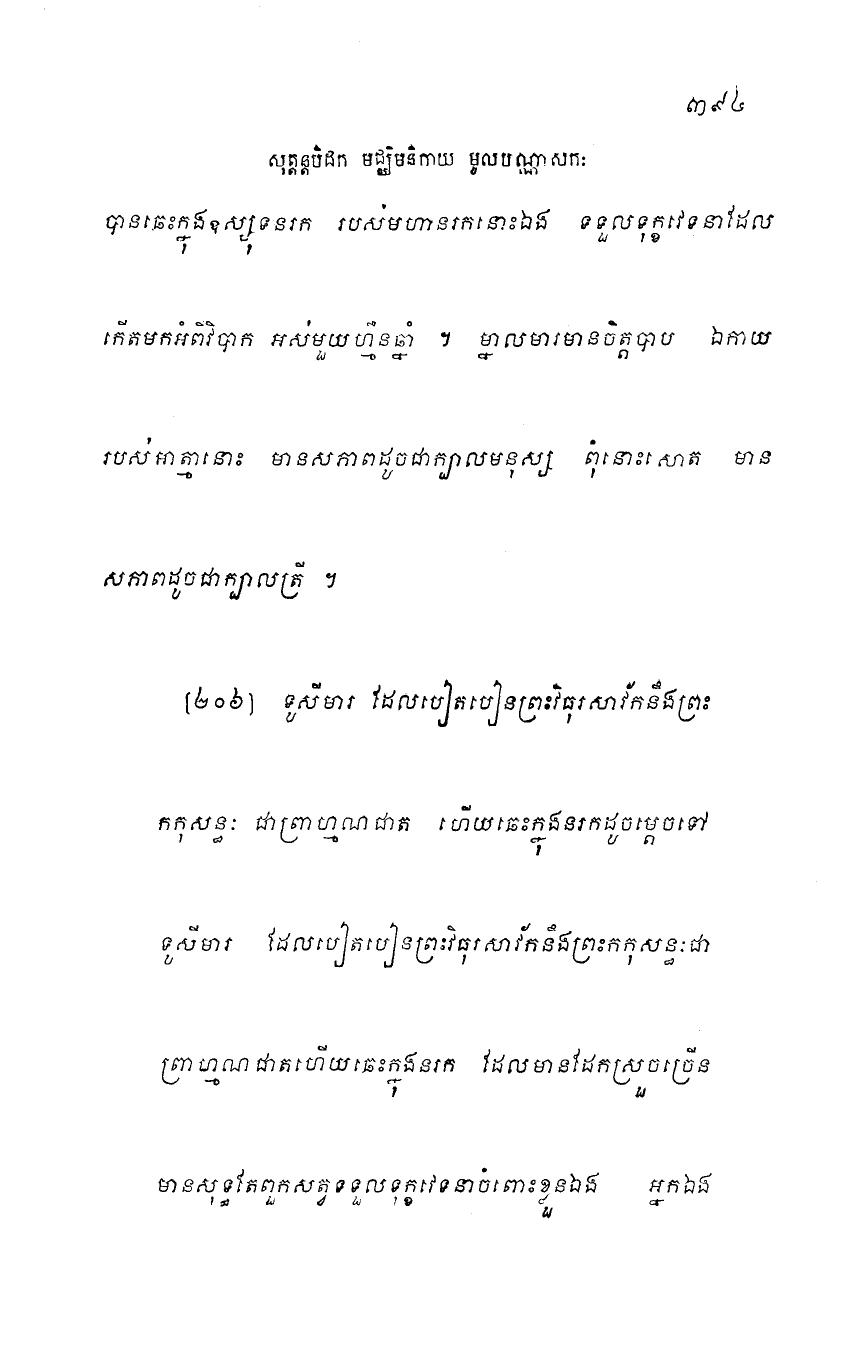 ៣៩៤
សុត្តន្តបិដក មជ្ឈិមនិកាយ មូលបណ្ណាសកៈ
បានឆេះក្នុងឧស្សុទនរក របស់មហានរកនោះឯង ទទួលទុក្ខវេទនាដែល
កើតមកអំពីវិបាក អស់មួយហ្មឺនឆ្នាំ ។ ម្នាលមារមានចិត្តបាប ឯកាយ
របស់អាត្មានោះ មានសភាពដូចជាក្បាលមនុស្ស ពុំនោះសោត មាន
សភាពដូចជាក្បាលត្រី ។
[៤០៦] ទូសីមារ ដែលបៀតបៀនព្រះវិធុរសាវ័កនឹងព្រះ
កកុសន្ធៈ ជាព្រាហ្មណជាត ហើយឆេះក្នុងនរកដូចម្តេចទៅ
ទូសីមារ ដែលបៀតបៀនព្រះវិធុរសាវ័កនឹងព្រះកកុសន្ធៈជា
ព្រាហ្មណជាតហើយឆេះក្នុងនរក ដែលមានដែកស្រួចច្រើន
មានសុទ្ធតែពួកសត្វទទួលទុក្ខវេទនាចំពោះខ្លួនឯង អ្នកឯង